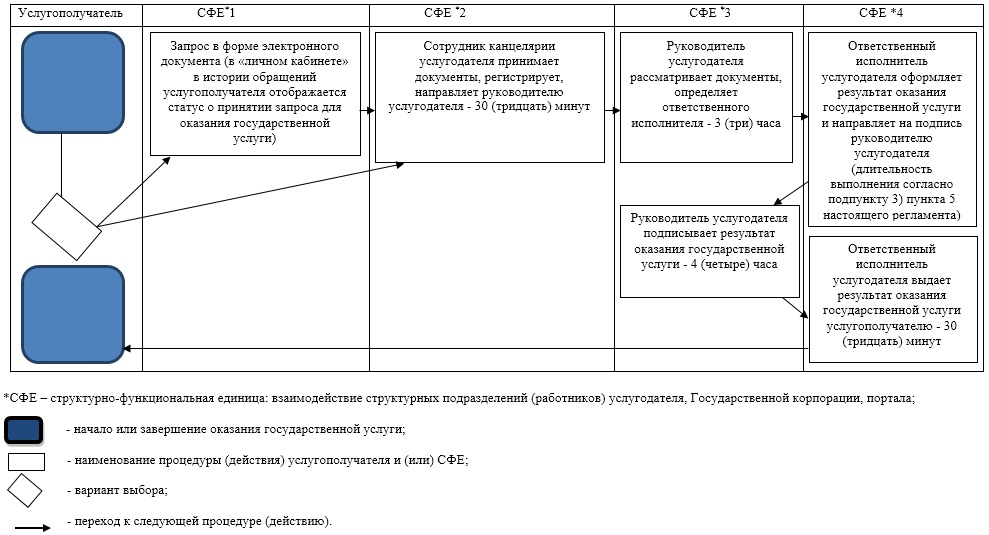 Услугополучатель
СФЕ*1
СФЕ *2
СФЕ *3
СФЕ *4
Запрос в форме электронного
документа (в «личном кабинете»
в истории обращений
услугополучателя отображается
статус о принятии запроса для
оказания государственной
услуги)
Сотрудник канцелярии
услугодателя принимает
документы, регистрирует,
направляет руководителю
услугодателя - 30 (тридцать) минут
Руководитель
услугодателя
рассматривает документы,
определяет
ответственного
исполнителя - 3 (три) часа
Ответственный
исполнитель
услугодателя оформляет
результат оказания
государственной услуги
и направляет на подпись
руководителю
услугодателя
(длительность
выполнения согласно
подпункту 3) пункта 5
настоящего регламента)
Руководитель услугодателя
подписывает результат
оказания государственной
услуги - 4 (четыре) часа
Ответственный
исполнитель
услугодателя выдает
результат оказания
государственной услуги
услугополучателю - 30
(тридцать) минут
*СФЕ – структурно-функциональная единица: взаимодействие структурных подразделений (работников) услугодателя, Государственной корпорации, портала;
- начало или завершение оказания государственной услуги;
- наименование процедуры (действия) услугополучателя и (или) СФЕ;
- вариант выбора;
- переход к следующей процедуре (действию).